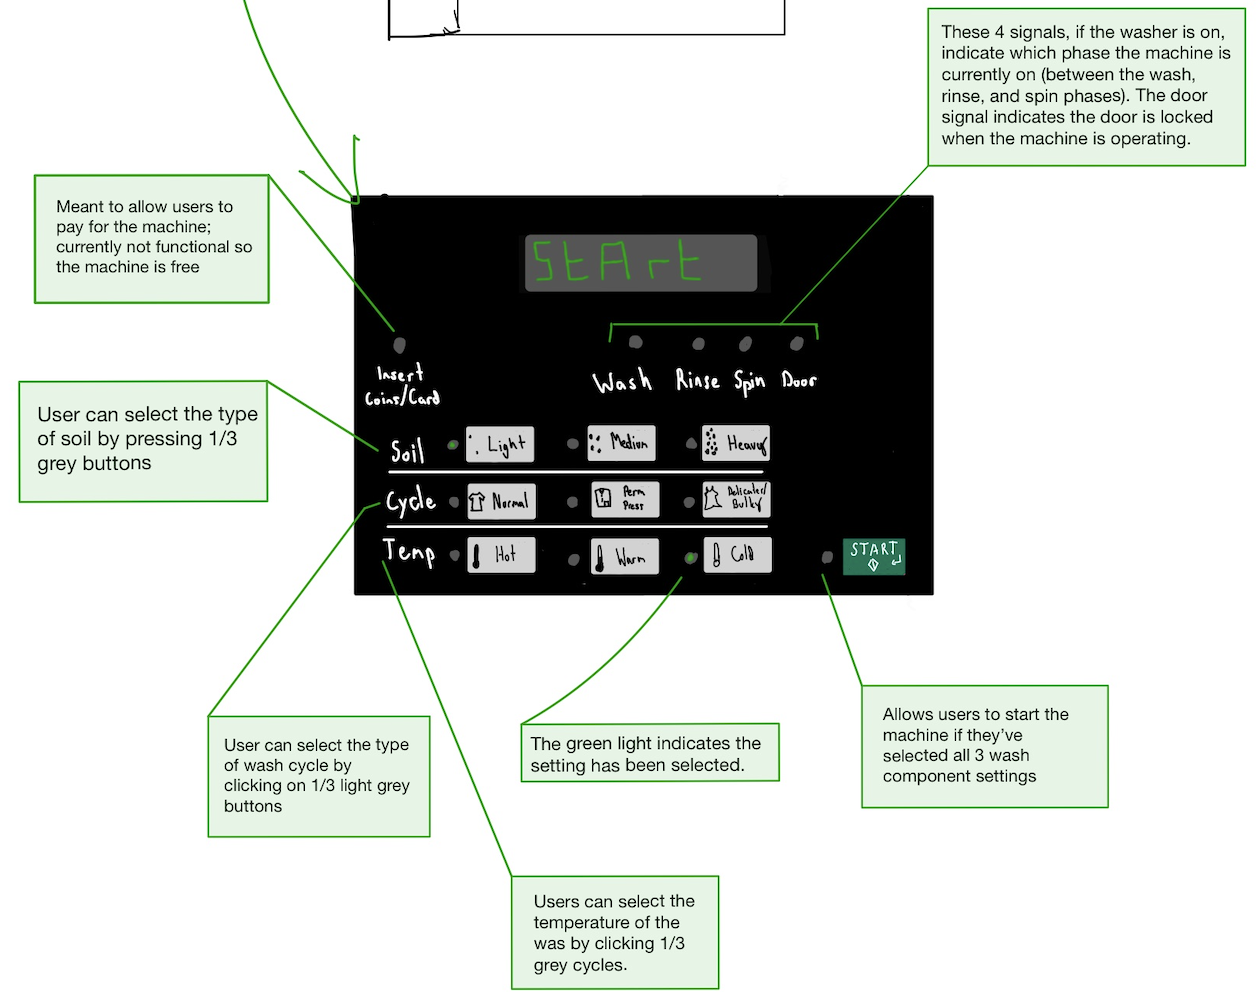 These 4 signals, if the washer is on,
indicate which phase the machine is
currently on (between the wash,
rinse, and spin phases). The door
signal indicates the door is locked
when the machine is operating.
Meant to allow users to
pay for the machine;
currently not functional so
the machine is free
StArt
Insert
Coins/Card
Wash Rinse Spin Door
User can select the type
of soil by pressing 1/3
grey buttons
Soil Light Medium Heavy
Cycle Normal Perm Press Delicates/ Bulky
Temp Hot Warm Cold START
User can select the type
of wash cycle by
clicking on 1/3 light grey
buttons
The green light indicates the
setting has been selected.
Allows users to start the
machine if they’ve
selected all 3 wash
component settings
Users can select the
temperature of the
was by clicking 1/3
grey cycles.